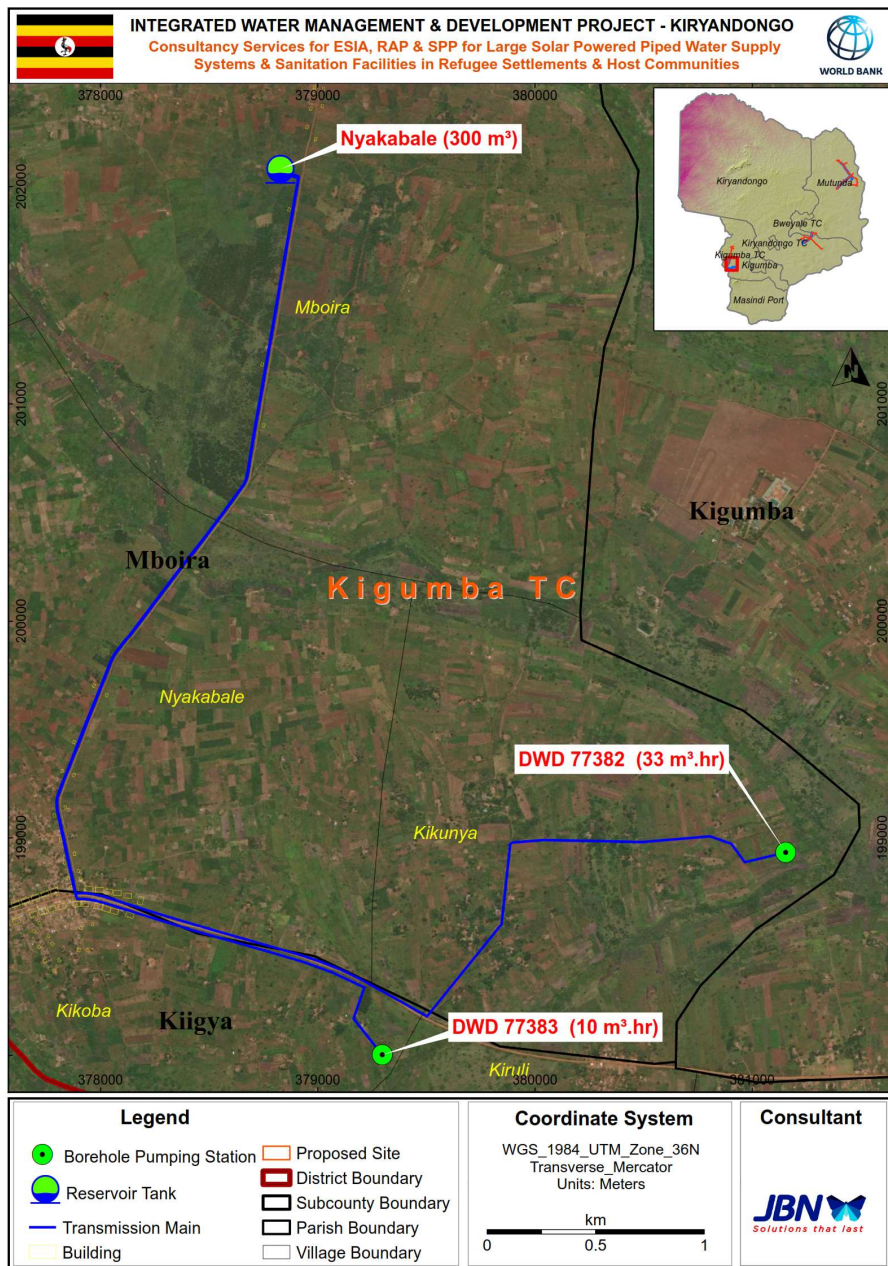 INTEGRATED WATER MANAGEMENT & DEVELOPMENT PROJECT - KIRYANDONGO
Consultancy Services for ESIA, RAP & SPP for Large Solar Powered Piped Water Supply
Systems & Sanitation Facilities in Refugee Settlements & Host Communities
WORLD BANK
378000
379000
380000
Nyakabale (300 m³)
202000
202000
Kiryandongo
Mutunda
Bweyale TC
Kiryandongo TC
Kigumba TC
Kigumba
Masindi Port
Mboira
N
201000
201000
Kigumba
Mboira
Kigumba TC
200000
200000
Nyakabale
DWD 77382 (33 m³.hr)
199000
199000
Kikunya
Kikoba
Kiigya
DWD 77383 (10 m³.hr)
Kiruli
378000
379000
380000
381000
Legend
Borehole Pumping Station
Reservoir Tank
Transmission Main
Building
Proposed Site
District Boundary
Subcounty Boundary
Parish Boundary
Village Boundary
Coordinate System
WGS_1984_UTM_Zone_36N
Transverse_Mercator
Units: Meters
km
0 0.5 1
Consultant
JBN
Solutions that last